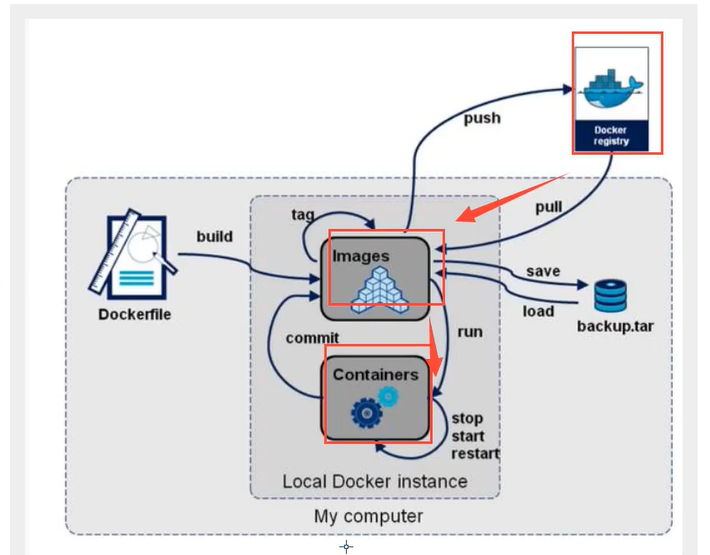 push
Docker
registry
tag
pull
build
Images
save
load
Dockerfile
backup.tar
commit
run
Containers
stop
start
restart
Local Docker instance
My computer